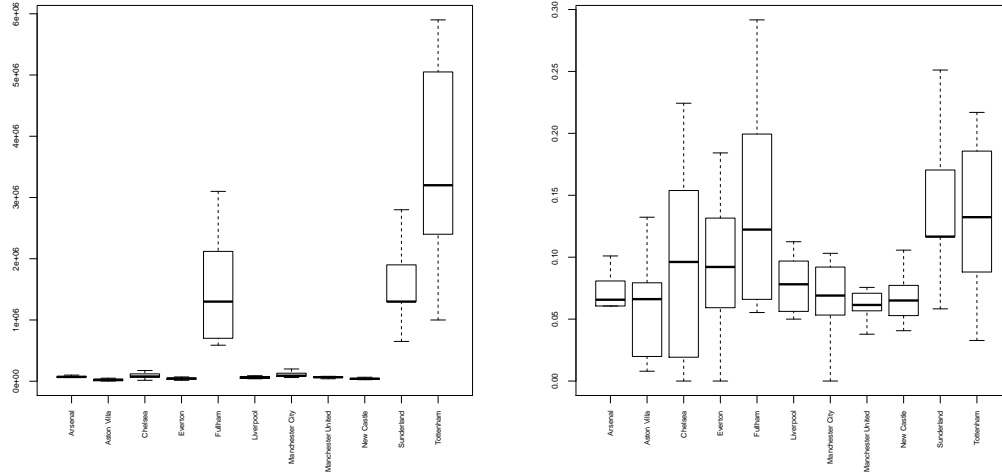 6e+06
5e+06
4e+06
3e+06
2e+06
1e+06
0e+00
Arsenal
Aston Villa
Chelsea
Everton
Fullham
Liverpool
Manchester City
Manchester United
New Castle
Sunderland
Tottenham
0.30
0.25
0.20
0.15
0.10
0.05
0.00
Arsenal
Aston Villa
Chelsea
Everton
Fullham
Liverpool
Manchester City
Manchester United
New Castle
Sunderland
Tottenham